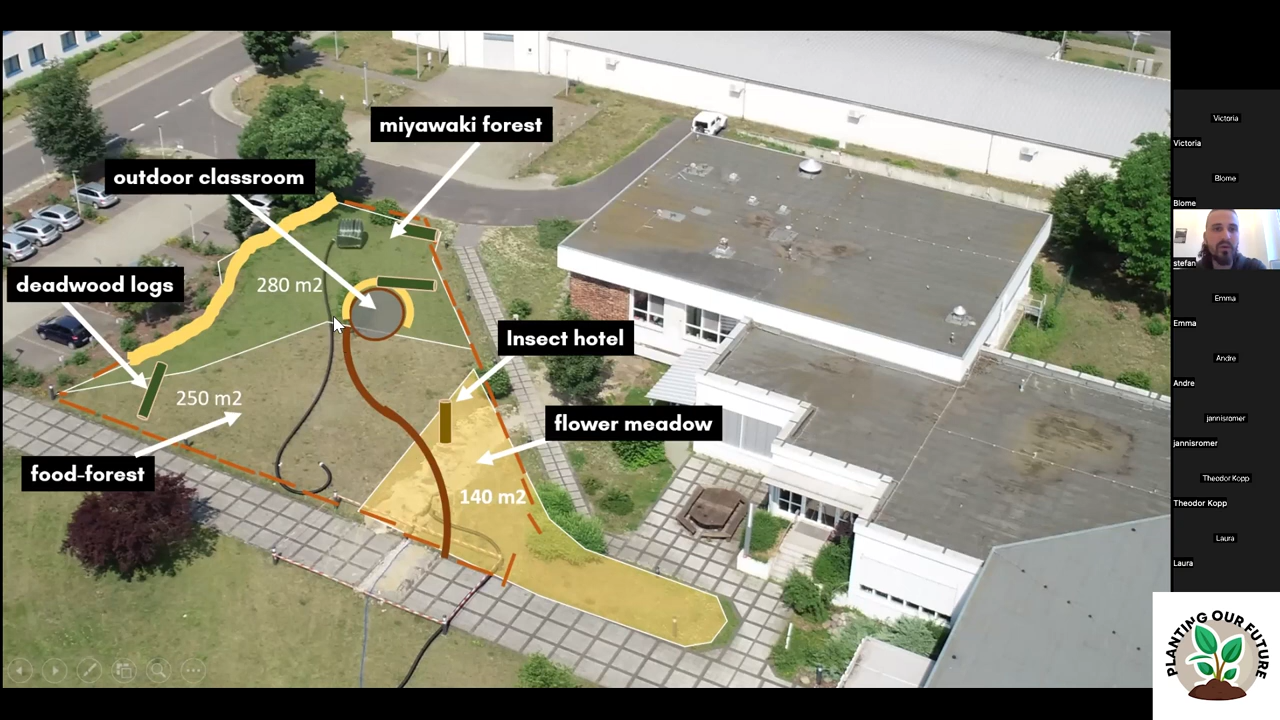 miyawaki forest
outdoor classroom
deadwood logs
280 m2
Insect hotel
250 m2
flower meadow
food-forest
140 m2
Victoria
Victoria
Blome
Blome
stefan
Emma
Emma
Andre
Andre
jannisromer
jannisromer
Theodor Kopp
Theodor Kopp
Laura
Laura
PLANTING OUR FUTURE